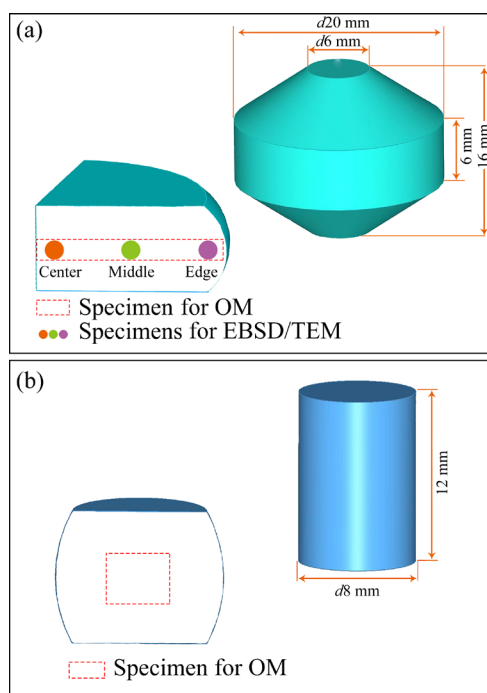 (a)
d20 mm
d6 mm
6 mm
16 mm
Center Middle Edge
Specimen for OM
Specimens for EBSD/TEM
(b)
12 mm
d8 mm
Specimen for OM